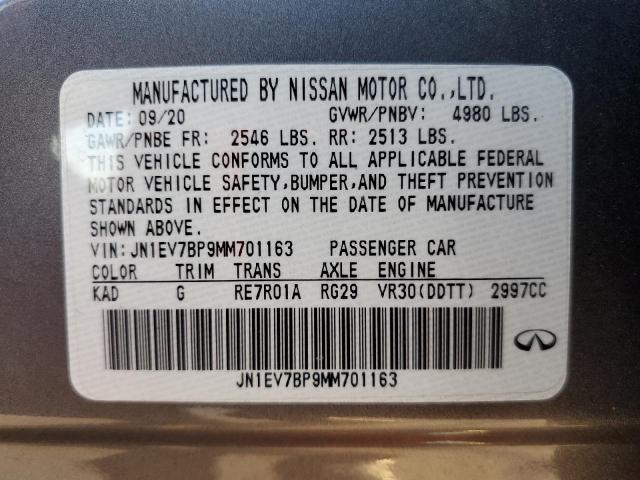 MANUFACTURED BY NISSAN MOTOR CO.,LTD.
DATE: 09/20 GVWR/PNBV: 4980 LBS.
GAWR/PNBE FR: 2546 LBS. RR: 2513 LBS.
THIS VEHICLE CONFORMS TO ALL APPLICABLE FEDERAL
MOTOR VEHICLE SAFETY,BUMPER,AND THEFT PREVENTION
STANDARDS IN EFFECT ON THE DATE OF MANUFACTURE
SHOWN ABOVE.
VIN:JN1EV7BP9MM701163 PASSENGER CAR
COLOR TRIM TRANS AXLE ENGINE
KAD G RE7R01A RG29 VR30(DDTT) 2997CC
JN1EV7BP9MM701163